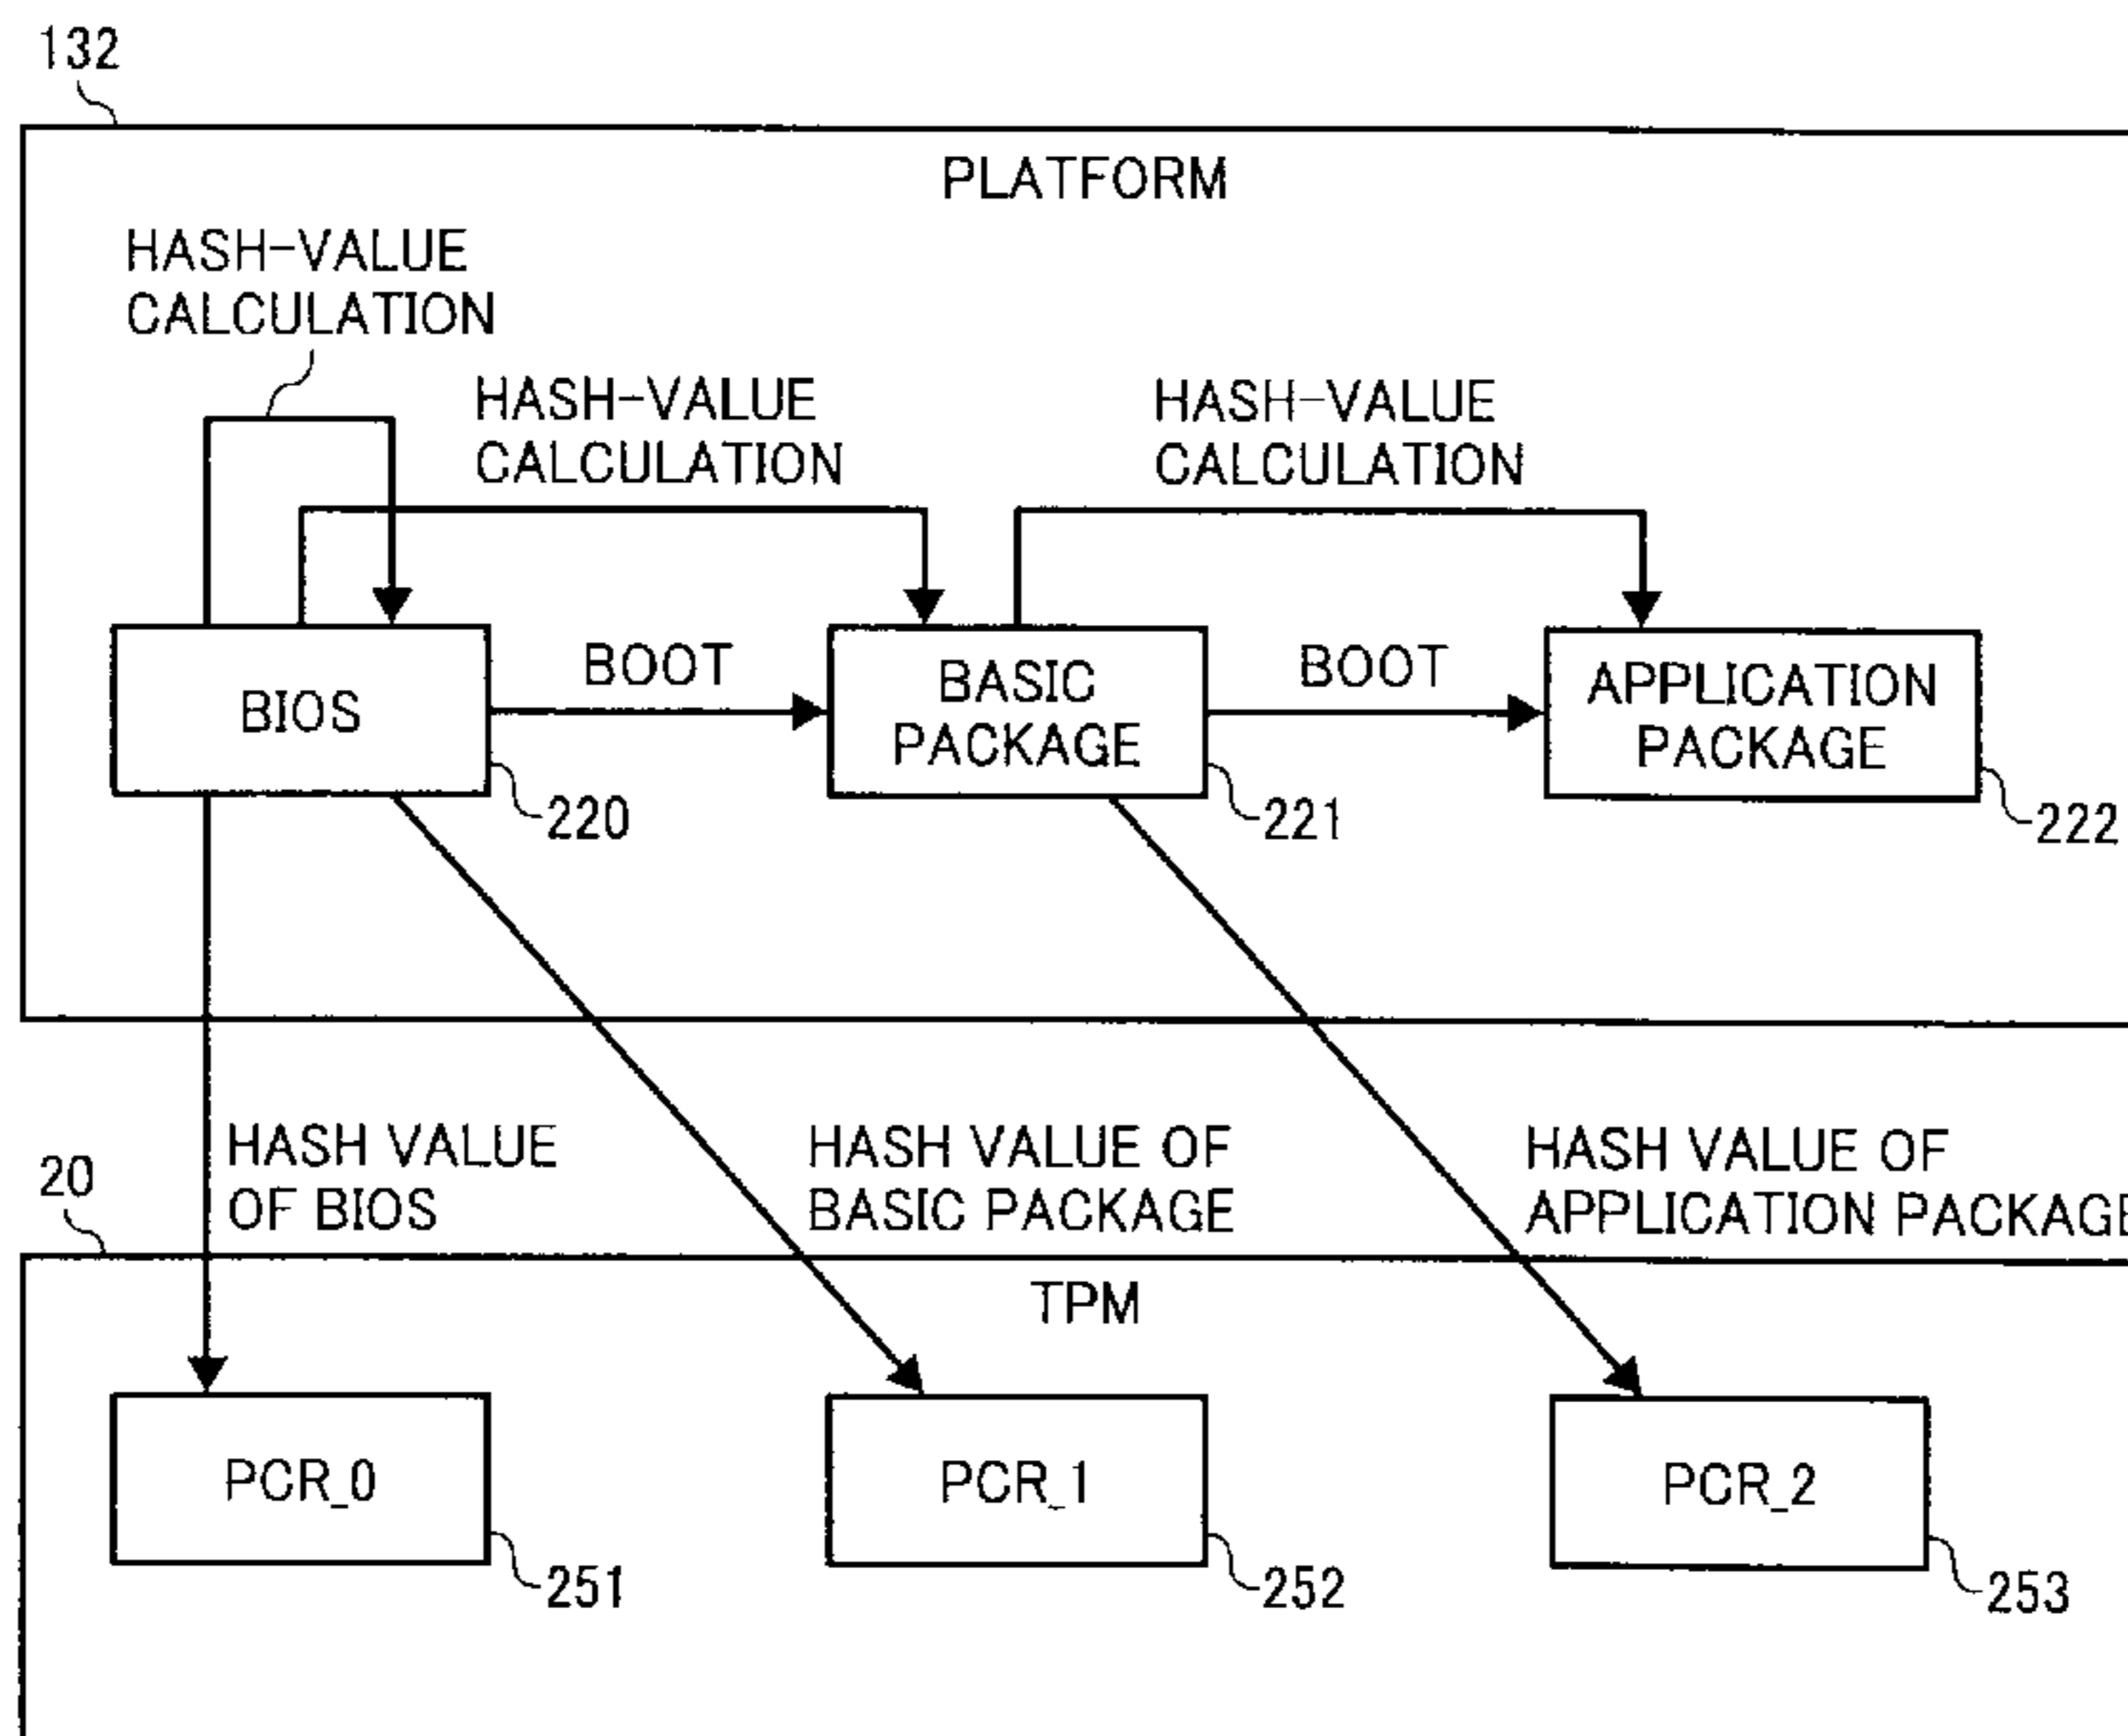 132
PLATFORM
HASH-VALUE
CALCULATION
HASH-VALUE
CALCULATION
HASH-VALUE
CALCULATION
BIOS
BOOT
BASIC
PACKAGE
BOOT
APPLICATION
PACKAGE
220
221
222
HASH VALUE
OF BIOS
HASH VALUE OF
BASIC PACKAGE
HASH VALUE OF
APPLICATION PACKAGE
20
TPM
PCR_0
PCR_1
PCR_2
251
252
253